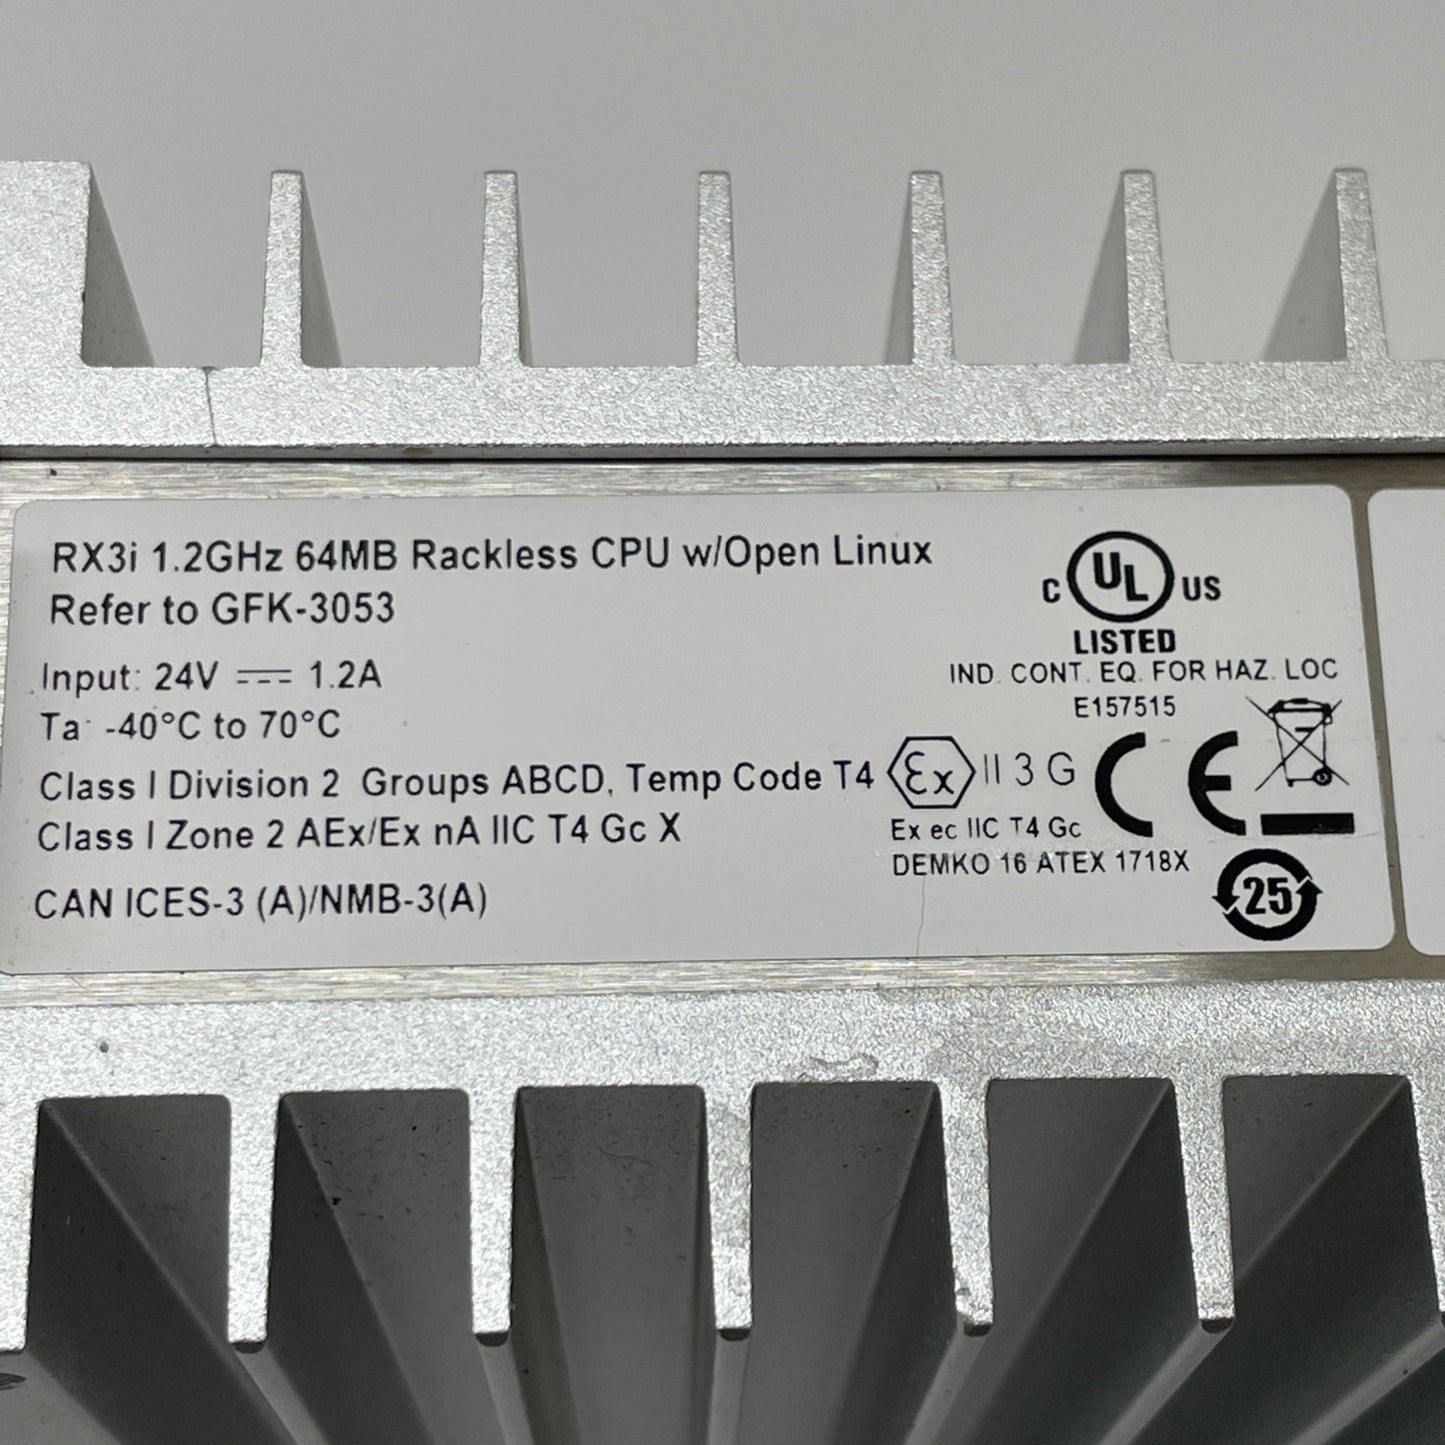 RX3i 1.2GHz 64MB Rackless CPU w/Open Linux
Refer to GFK-3053
Input: 24V 1.2A
Ta: -40°C to 70°C
Class I Division 2 Groups ABCD, Temp Code T4
Class I Zone 2 AEx/Ex nA IIC T4 Gc X
CAN ICES-3 (A)/NMB-3(A)
C UL US
LISTED
IND. CONT. EQ. FOR HAZ. LOC
E157515
Ex II 3 G
Ex ec IIC T4 Gc
DEMKO 16 ATEX 1718X
CE
25